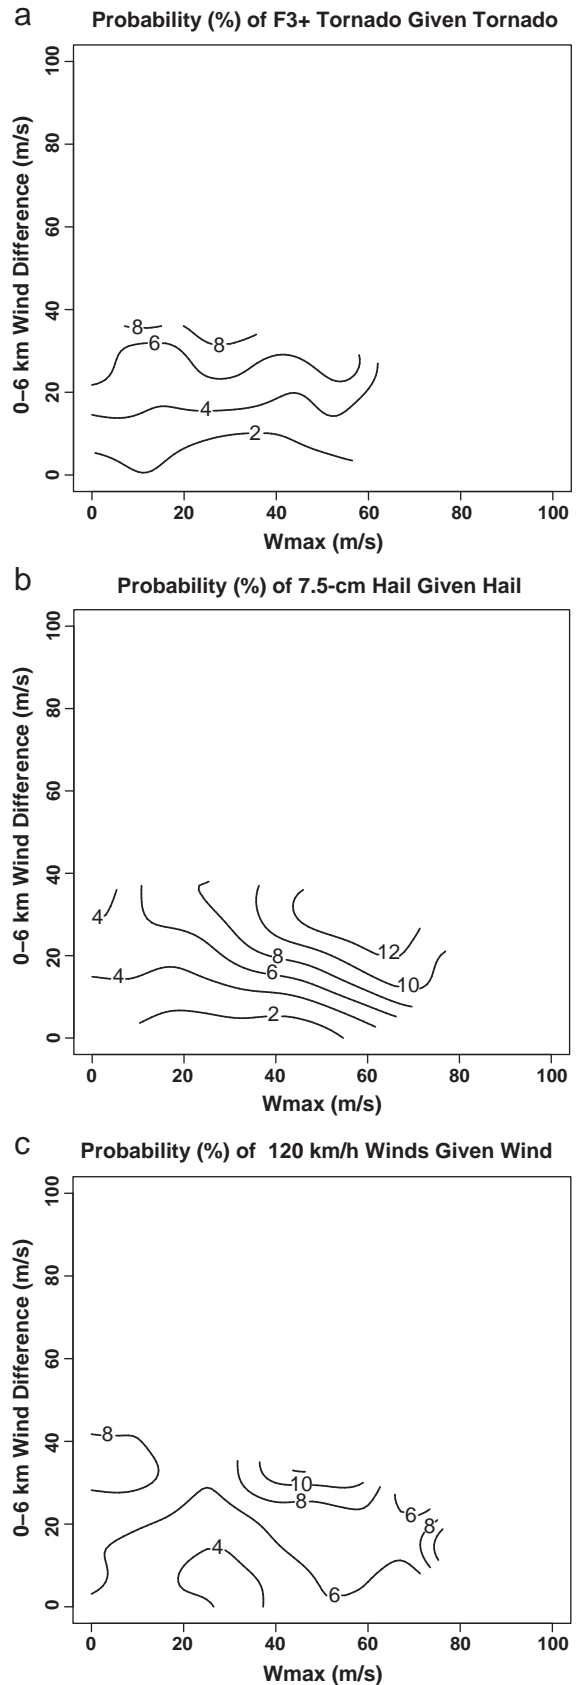 a
Probability (%) of F3+ Tornado Given Tornado
0–6 km Wind Difference (m/s)
100
80
60
40
20
0
8
6
8
4
2
0 20 40 60 80 100
Wmax (m/s)
b
Probability (%) of 7.5-cm Hail Given Hail
0–6 km Wind Difference (m/s)
100
80
60
40
20
0
4
12
8
6
4
10
2
0 20 40 60 80 100
Wmax (m/s)
c
Probability (%) of 120 km/h Winds Given Wind
0–6 km Wind Difference (m/s)
100
80
60
40
20
0
8
10
8
6
8
4
6
0 20 40 60 80 100
Wmax (m/s)